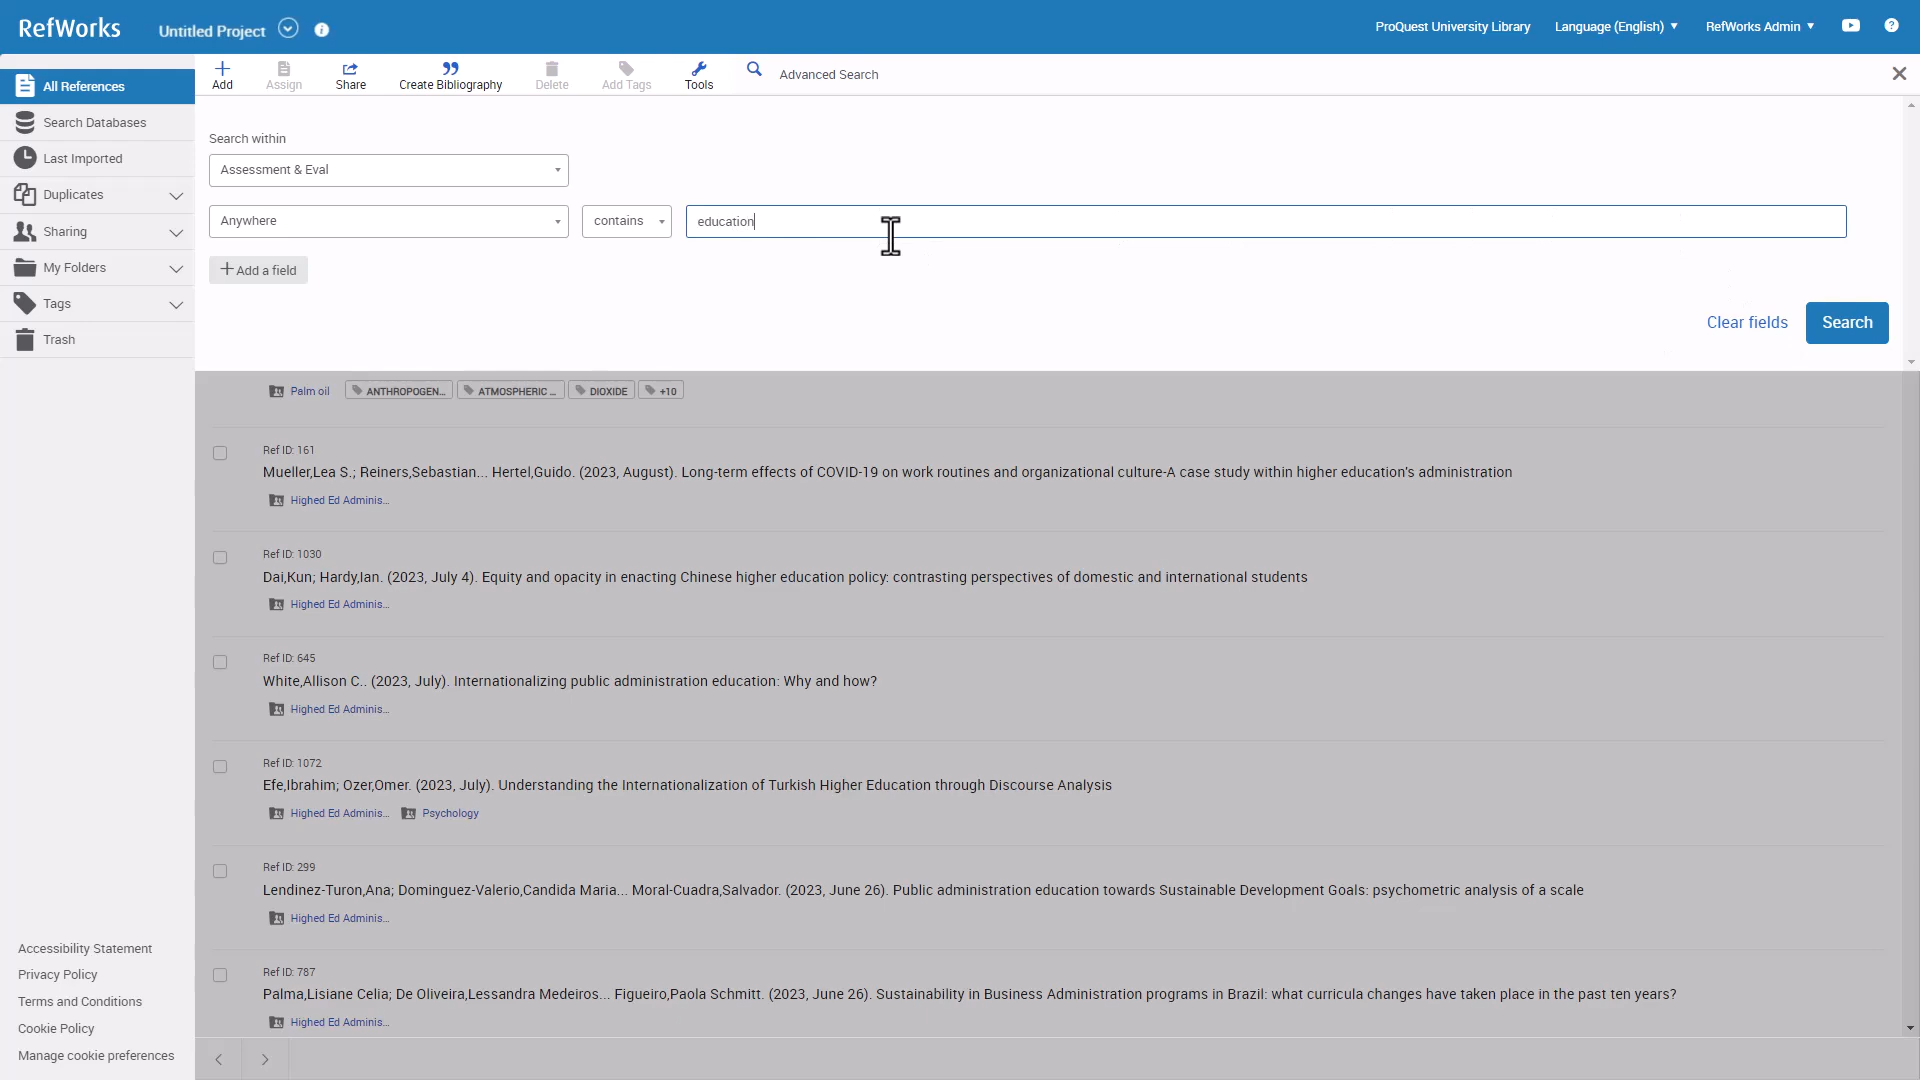 RefWorks
Untitled Project
ProQuest University Library
Language (English)
RefWorks Admin
All References
Search Databases
Last Imported
Duplicates
Sharing
My Folders
Tags
Trash
Add
Assign
Share
Create Bibliography
Delete
Add Tags
Tools
Advanced Search
Search within
Assessment & Eval
Anywhere
contains
education
Add a field
Clear fields
Search
Palm oil
ANTHROPOGEN...
ATMOSPHERIC ...
DIOXIDE
+10
Ref ID: 161
Mueller,Lea S.; Reiners,Sebastian... Hertel,Guido. (2023, August). Long-term effects of COVID-19 on work routines and organizational culture-A case study within higher education's administration
Highed Ed Adminis...
Ref ID: 1030
Dai,Kun; Hardy,Ian. (2023, July 4). Equity and opacity in enacting Chinese higher education policy: contrasting perspectives of domestic and international students
Highed Ed Adminis...
Ref ID: 645
White,Allison C.. (2023, July). Internationalizing public administration education: Why and how?
Highed Ed Adminis...
Ref ID: 1072
Efe,Ibrahim; Ozer,Omer. (2023, July). Understanding the Internationalization of Turkish Higher Education through Discourse Analysis
Highed Ed Adminis...
Psychology
Ref ID: 299
Lendinez-Turon,Ana; Dominguez-Valerio,Candida Maria... Moral-Cuadra,Salvador. (2023, June 26). Public administration education towards Sustainable Development Goals: psychometric analysis of a scale
Highed Ed Adminis...
Ref ID: 787
Palma,Lisiane Celia; De Oliveira,Lessandra Medeiros... Figueiro,Paola Schmitt. (2023, June 26). Sustainability in Business Administration programs in Brazil: what curricula changes have taken place in the past ten years?
Highed Ed Adminis...
Accessibility Statement
Privacy Policy
Terms and Conditions
Cookie Policy
Manage cookie preferences